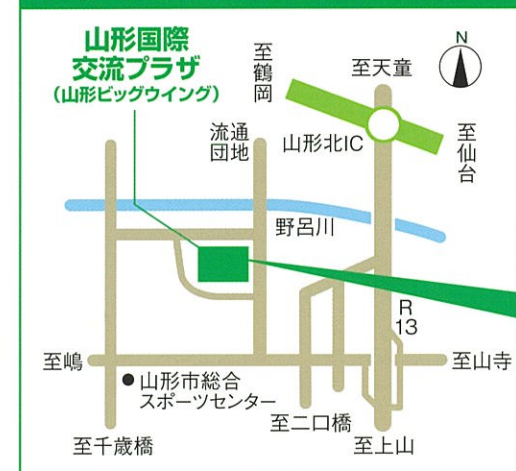 山形国際
交流プラザ
(山形ビッグウイング)
至鶴岡
至天童
N
流通
団地
山形北IC
至仙台
野呂川
R
13
至嶋
至山寺
●山形市総合
スポーツセンター
至二口橋
至千歳橋
至上山